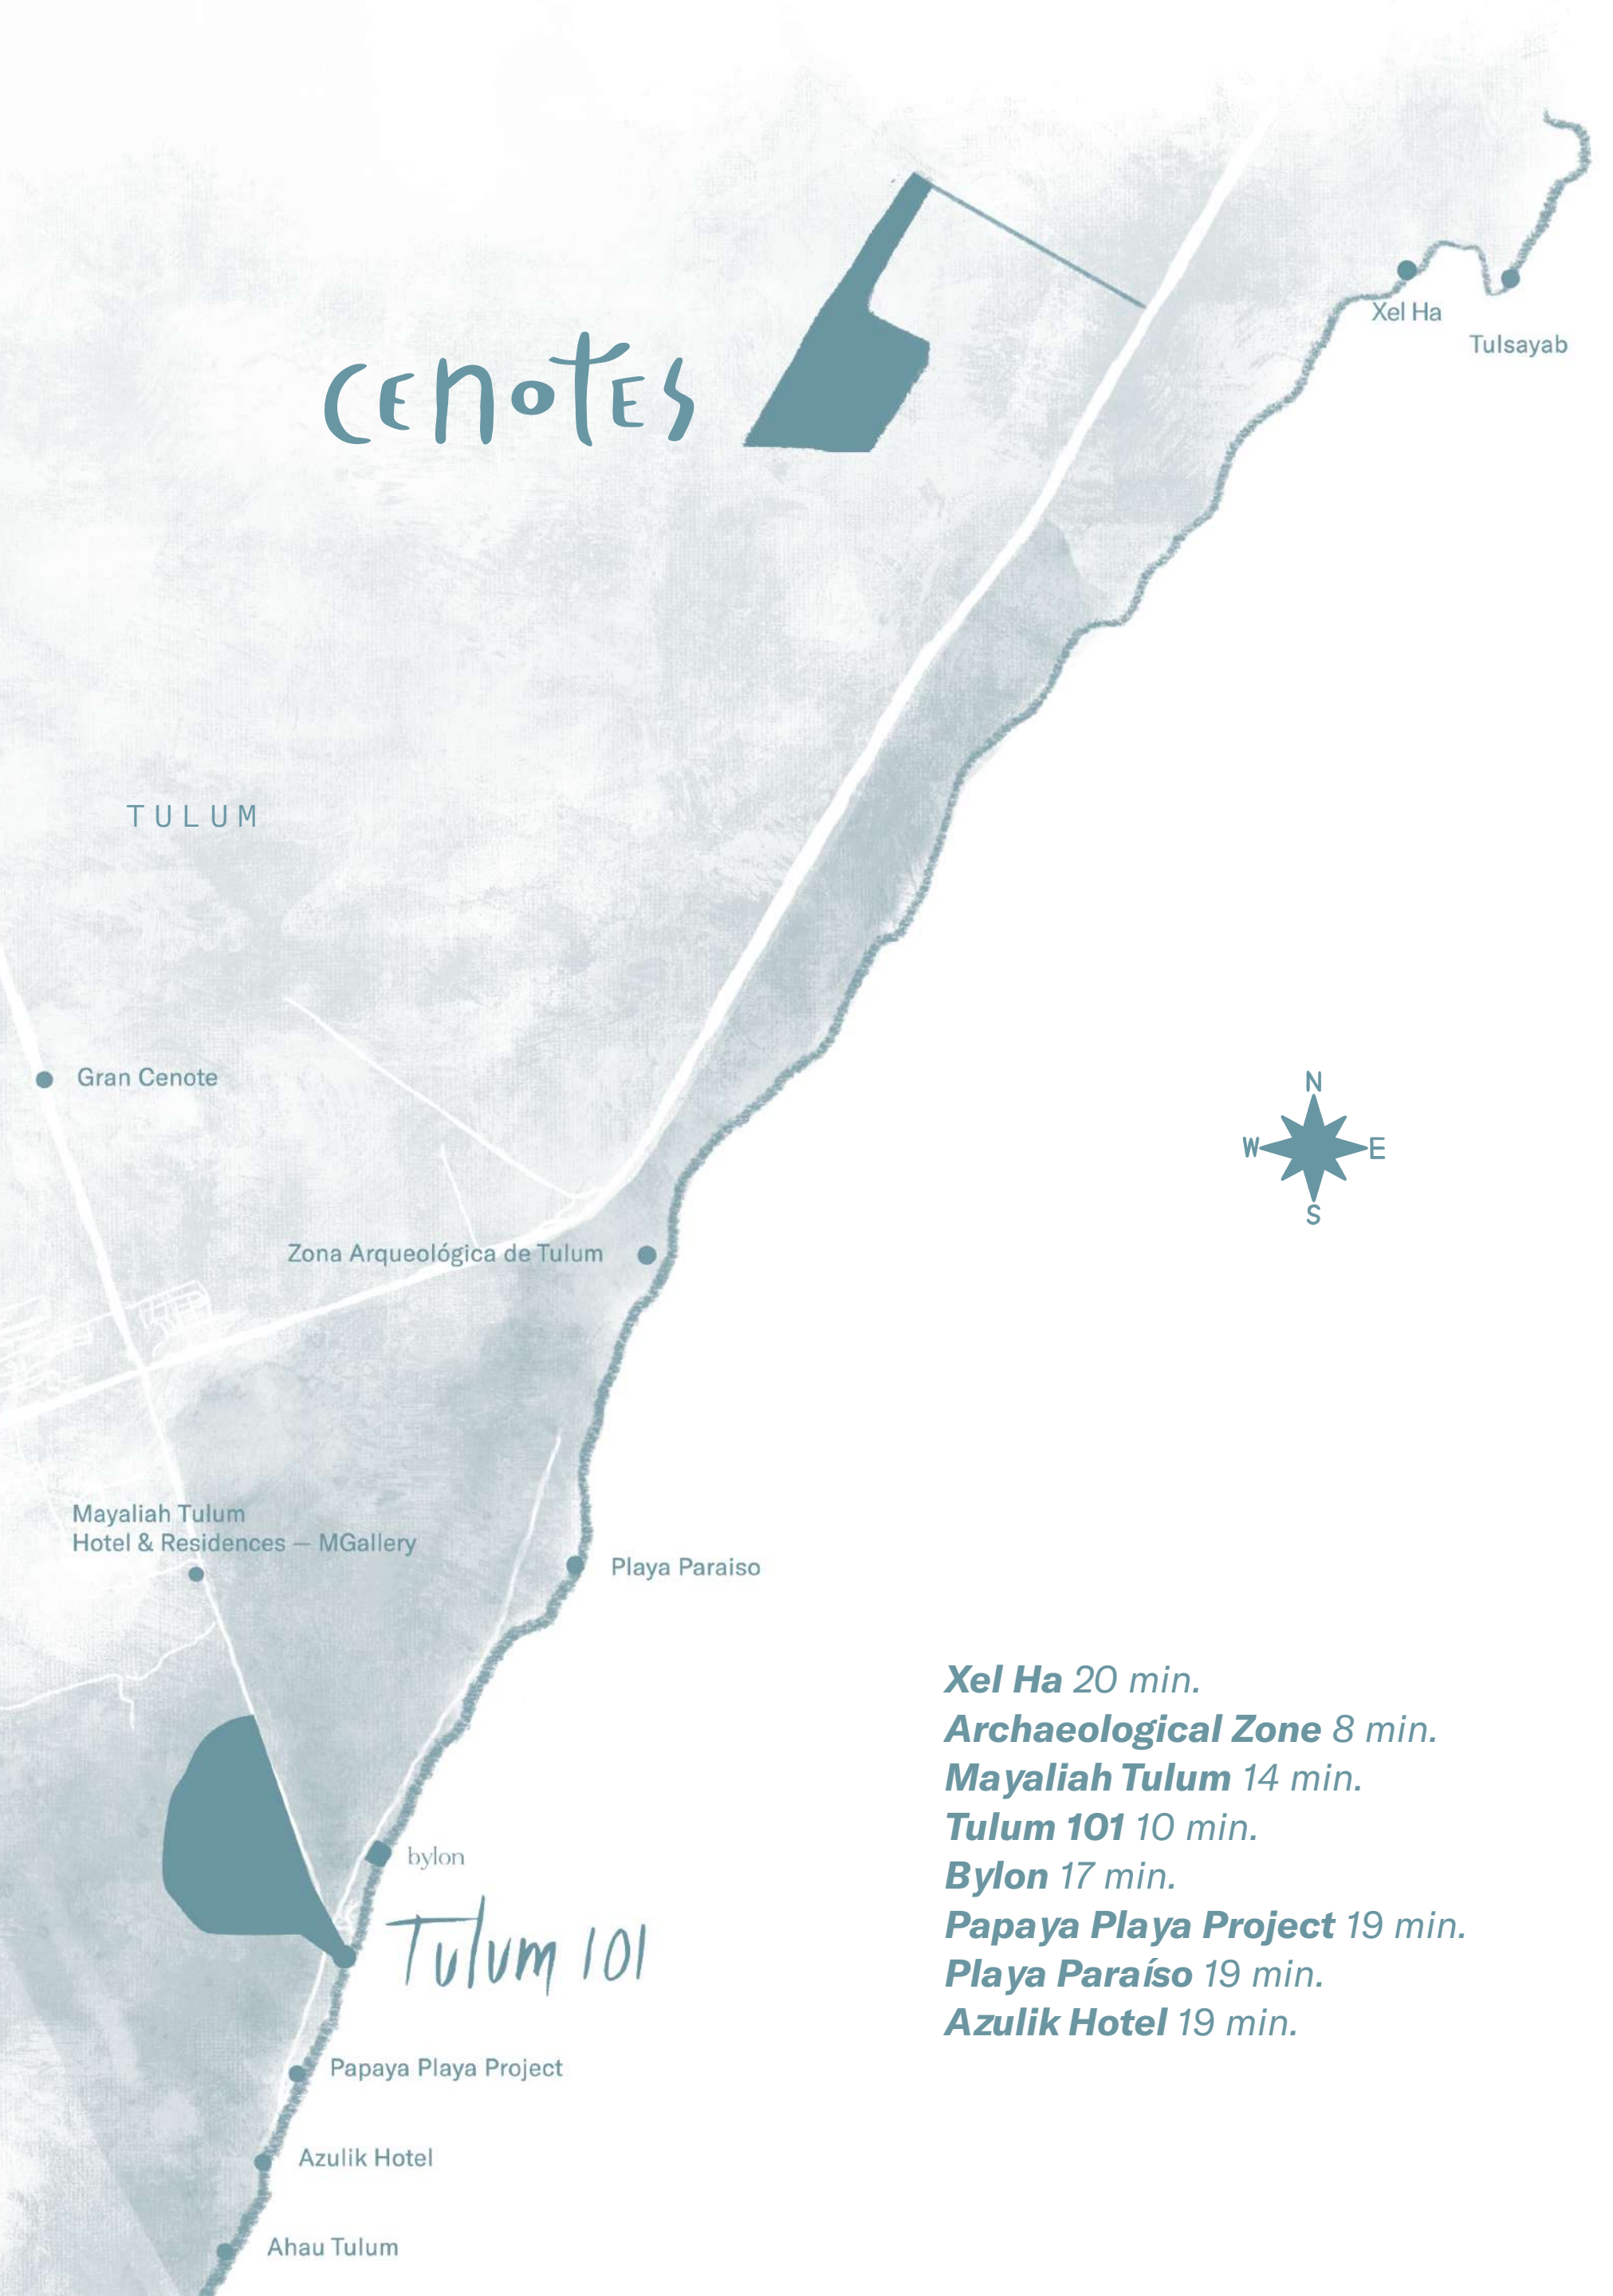 Xel Ha
Tulsayab
CENOTES
TULUM
Gran Cenote
N
W E
S
Zona Arqueológica de Tulum
Mayaliah Tulum
Hotel & Residences — MGallery
Playa Paraiso
bylon
Tulum 101
Papaya Playa Project
Azulik Hotel
Ahau Tulum
Xel Ha 20 min.
Archaeological Zone 8 min.
Mayaliah Tulum 14 min.
Tulum 101 10 min.
Bylon 17 min.
Papaya Playa Project 19 min.
Playa Paraíso 19 min.
Azulik Hotel 19 min.